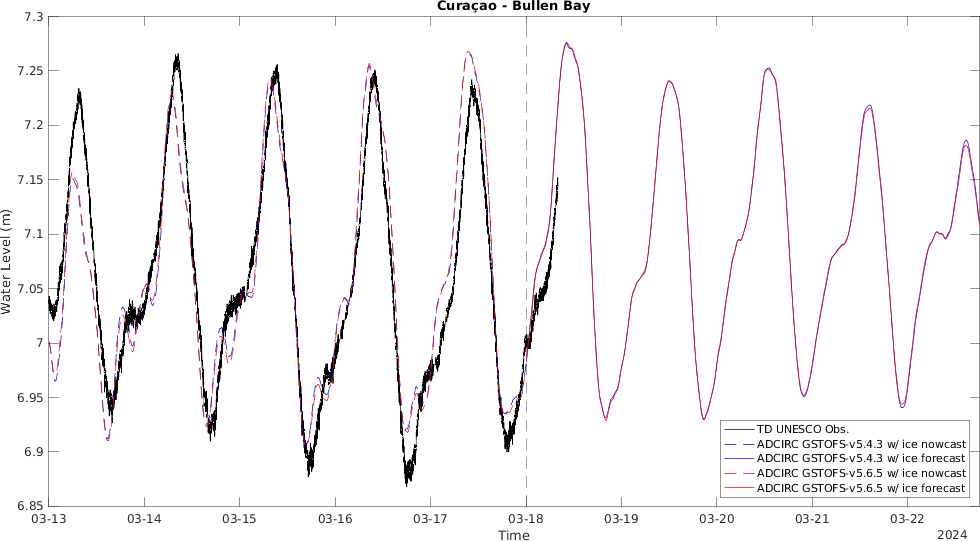 Curaçao - Bullen Bay
Water Level (m)
7.3
7.25
7.2
7.15
7.1
7.05
7
6.95
6.9
6.85
TD UNESCO Obs.
ADCIRC GSTOFS-v5.4.3 w/ ice nowcast
ADCIRC GSTOFS-v5.4.3 w/ ice forecast
ADCIRC GSTOFS-v5.6.5 w/ ice nowcast
ADCIRC GSTOFS-v5.6.5 w/ ice forecast
03-13 03-14 03-15 03-16 03-17 03-18 03-19 03-20 03-21 03-22
Time
2024